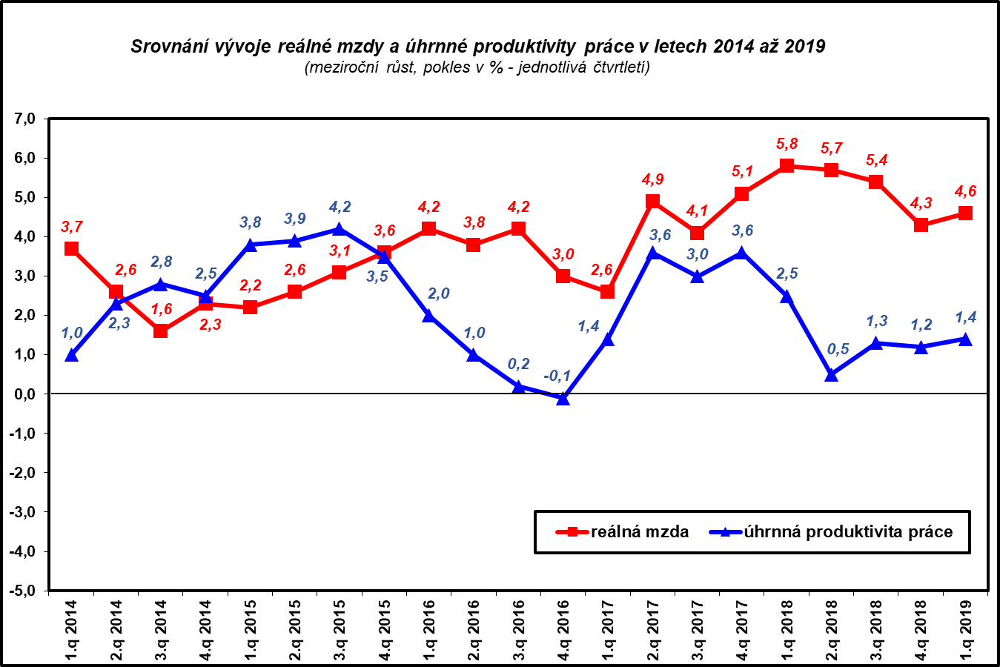 Srovnání vývoje reálné mzdy a úhrnné produktivity práce v letech 2014 až 2019
(meziroční růst, pokles v % - jednotlivá čtvrtletí)
7,0
6,0
5,0
4,0
3,0
2,0
1,0
0,0
-1,0
-2,0
-3,0
-4,0
-5,0
3,7
2,6
1,6
2,3
2,2
2,6
3,1
3,6
4,2
3,8
4,2
3,0
2,6
4,9
4,1
5,1
5,8
5,7
5,4
4,3
4,6
1,0
2,3
2,8
2,5
3,8
3,9
4,2
3,5
2,0
1,0
0,2
-0,1
1,4
3,6
3,0
3,6
2,5
0,5
1,3
1,2
1,4
reálná mzda
úhrnná produktivita práce
1.q 2014
2.q 2014
3.q 2014
4.q 2014
1.q 2015
2.q 2015
3.q 2015
4.q 2015
1.q 2016
2.q 2016
3.q 2016
4.q 2016
1.q 2017
2.q 2017
3.q 2017
4.q 2017
1.q 2018
2.q 2018
3.q 2018
4.q 2018
1.q 2019